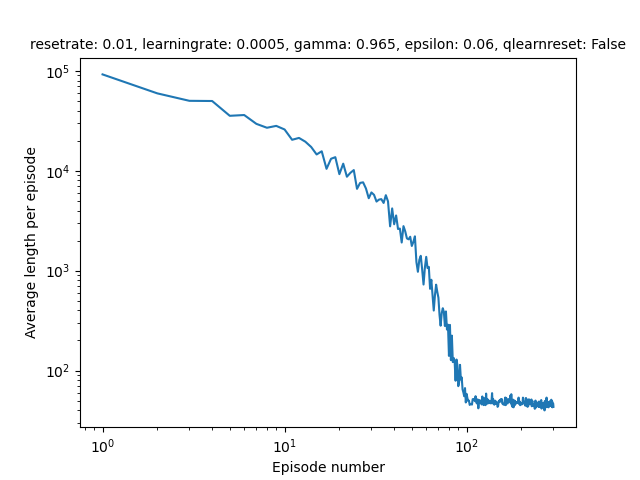 resetrate: 0.01, learningrate: 0.0005, gamma: 0.965, epsilon: 0.06, qlearnreset: False
Average length per episode
10^5
10^4
10^3
10^2
10^0 10^1 10^2
Episode number